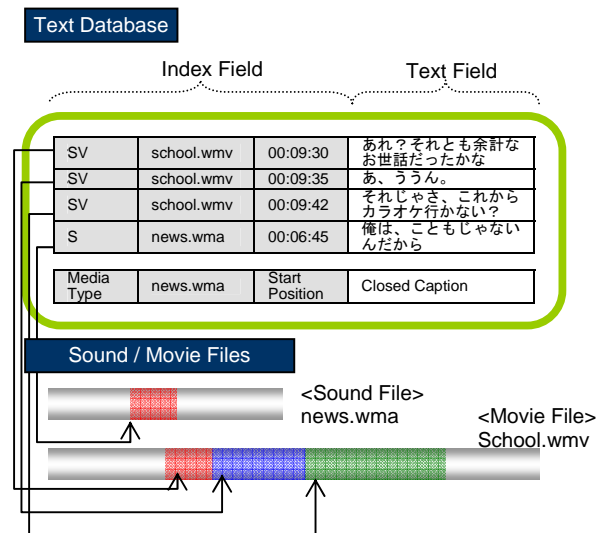 Text Database
Index Field
Text Field
SV school.wmv 00:09:30 あれ？それとも余計な
お世話だったかな
SV school.wmv 00:09:35 あ、ううん。
SV school.wmv 00:09:42 それじゃさ、これから
カラオケ行かない？
S news.wma 00:06:45 俺は、こともじゃない
んだから
Media
Type
news.wma
Start
Position
Closed Caption
Sound / Movie Files
<Sound File>
news.wma
<Movie File>
School.wmv